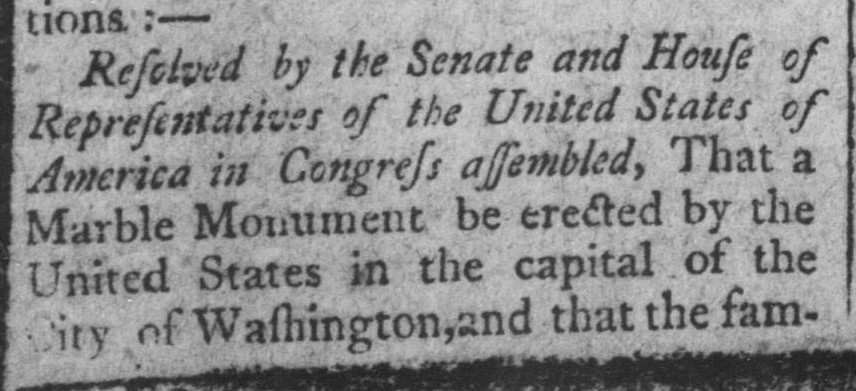 tions :—
Reſolved by the Senate and Houſe of
Repreſentatives of the United States of
America in Congreſs aſſembled, That a
Marble Monument be erected by the
United States in the capital of the
City of Waſhington,and that the fam-